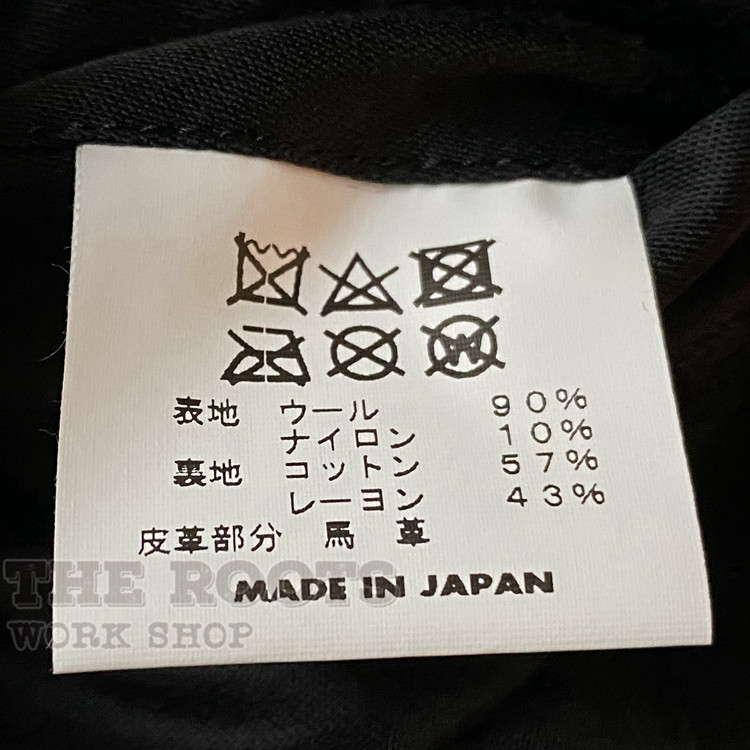 表地 ウール 90%
ナイロン 10%
裏地 コットン 57%
レーヨン 43%
皮革部分 馬 革
MADE IN JAPAN
THE ROOTS
WORK SHOP